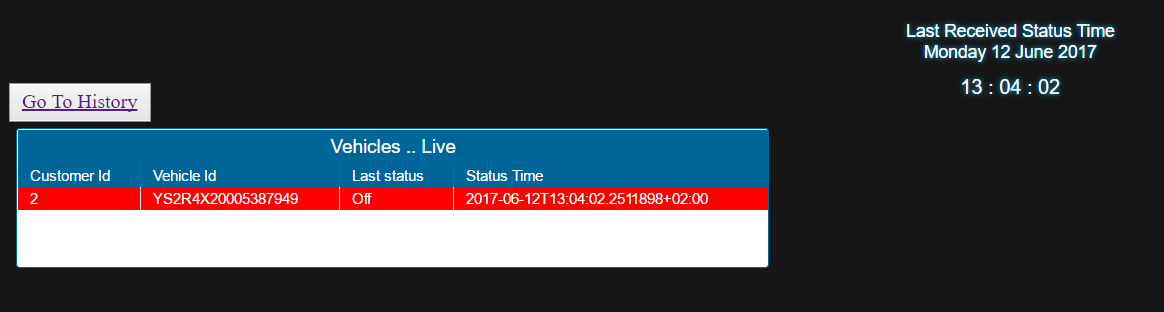 Last Received Status Time
Monday 12 June 2017
13 : 04 : 02
Go To History
Vehicles .. Live
Customer Id Vehicle Id Last status Status Time
2 YS2R4X20005387949 Off 2017-06-12T13:04:02.2511898+02:00